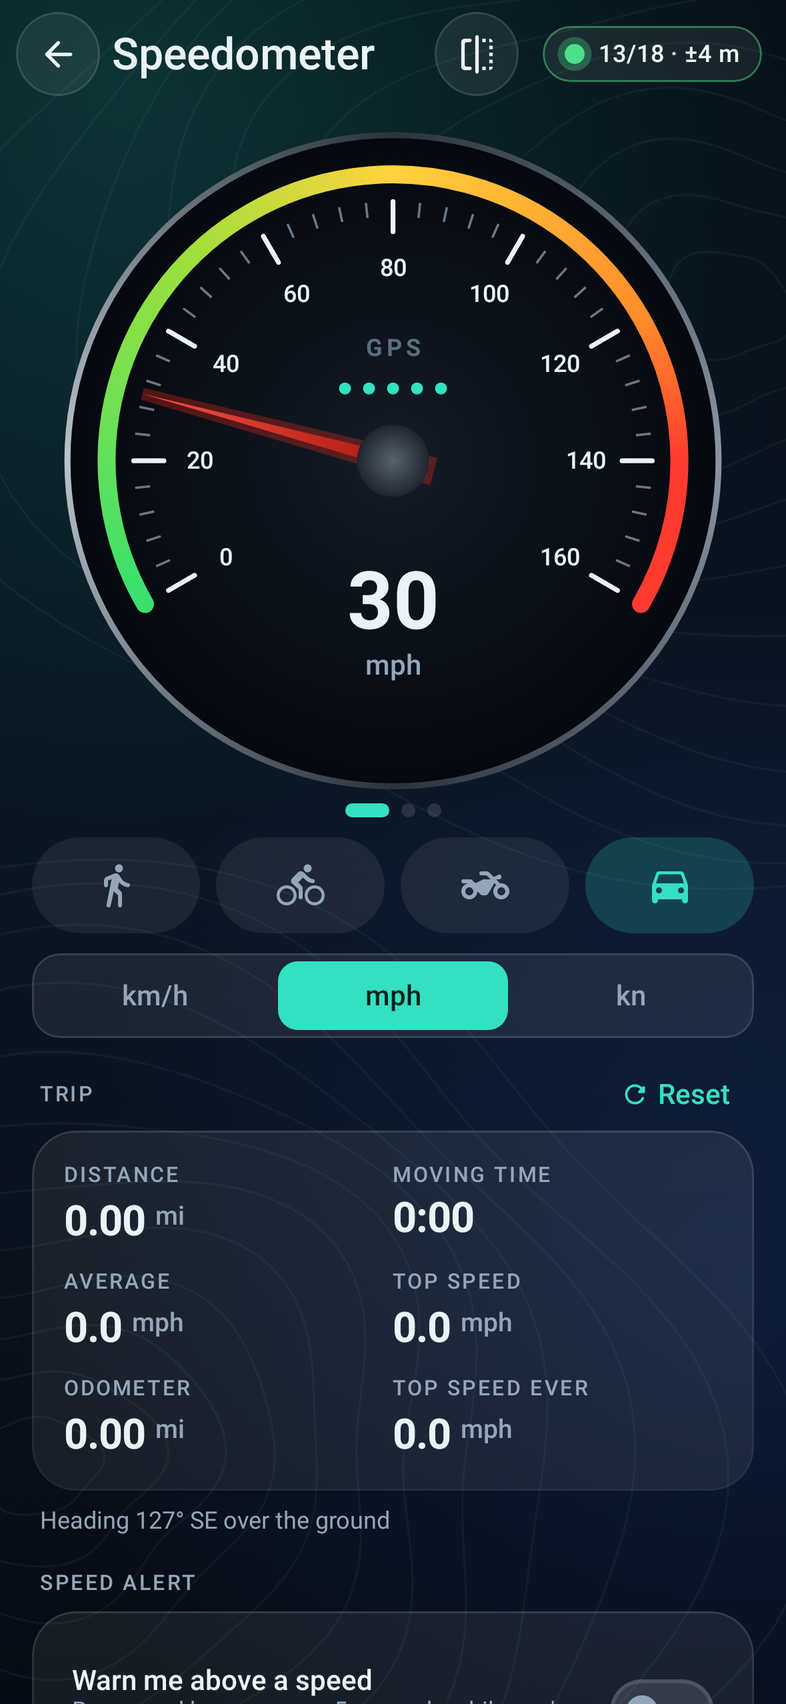 Speedometer
13/18 · ±4 m
80
60
100
40
120
GPS
20
140
0
160
30
mph
km/h
mph
kn
TRIP
Reset
DISTANCE
MOVING TIME
0.00 mi
0:00
AVERAGE
TOP SPEED
0.0 mph
0.0 mph
ODOMETER
TOP SPEED EVER
0.00 mi
0.0 mph
Heading 127° SE over the ground
SPEED ALERT
Warn me above a speed